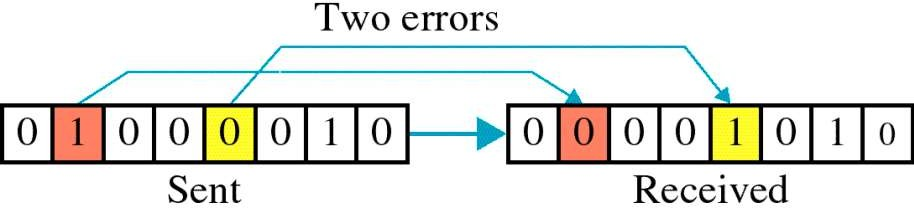 Two errors
0 1 0 0 0 0 1 0 0 0 0 0 1 0 1 0
Sent Received